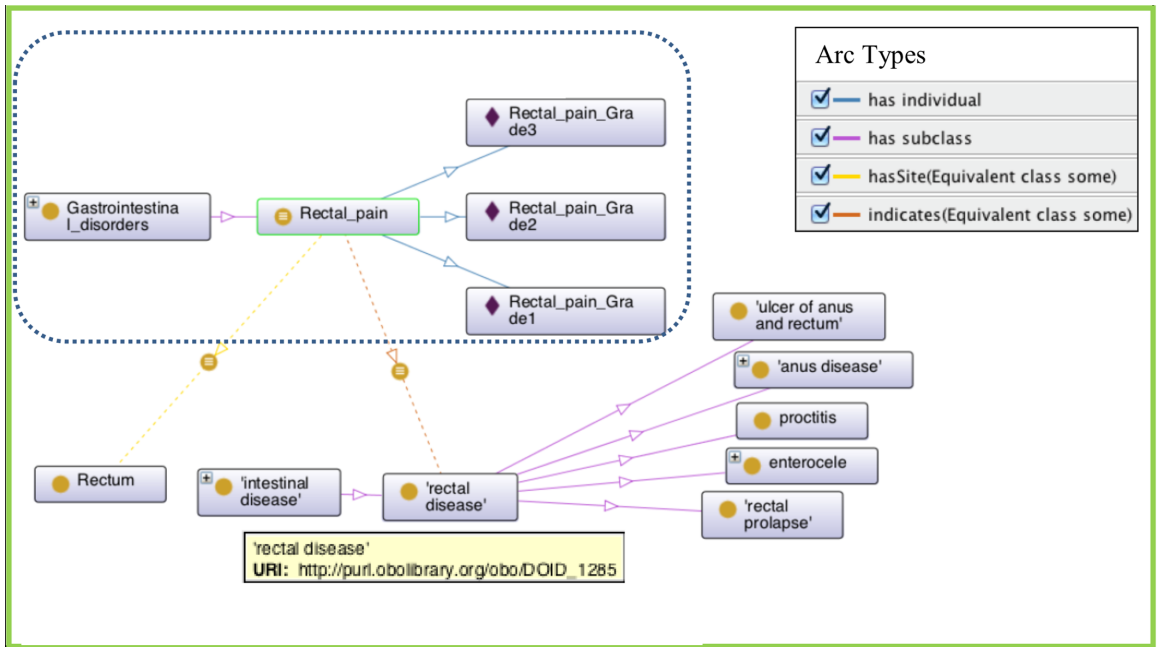 Arc Types
has individual
has subclass
hasSite(Equivalent class some)
indicates(Equivalent class some)
Rectal_pain_Gra
de3
Gastrointestina
l_disorders
Rectal_pain
Rectal_pain_Gra
de2
Rectal_pain_Gra
de1
'ulcer of anus
and rectum'
'anus disease'
proctitis
enterocele
'rectal
prolapse'
Rectum
'intestinal
disease'
'rectal
disease'
'rectal disease'
URI: http://purl.obolibrary.org/obo/DOID_1285